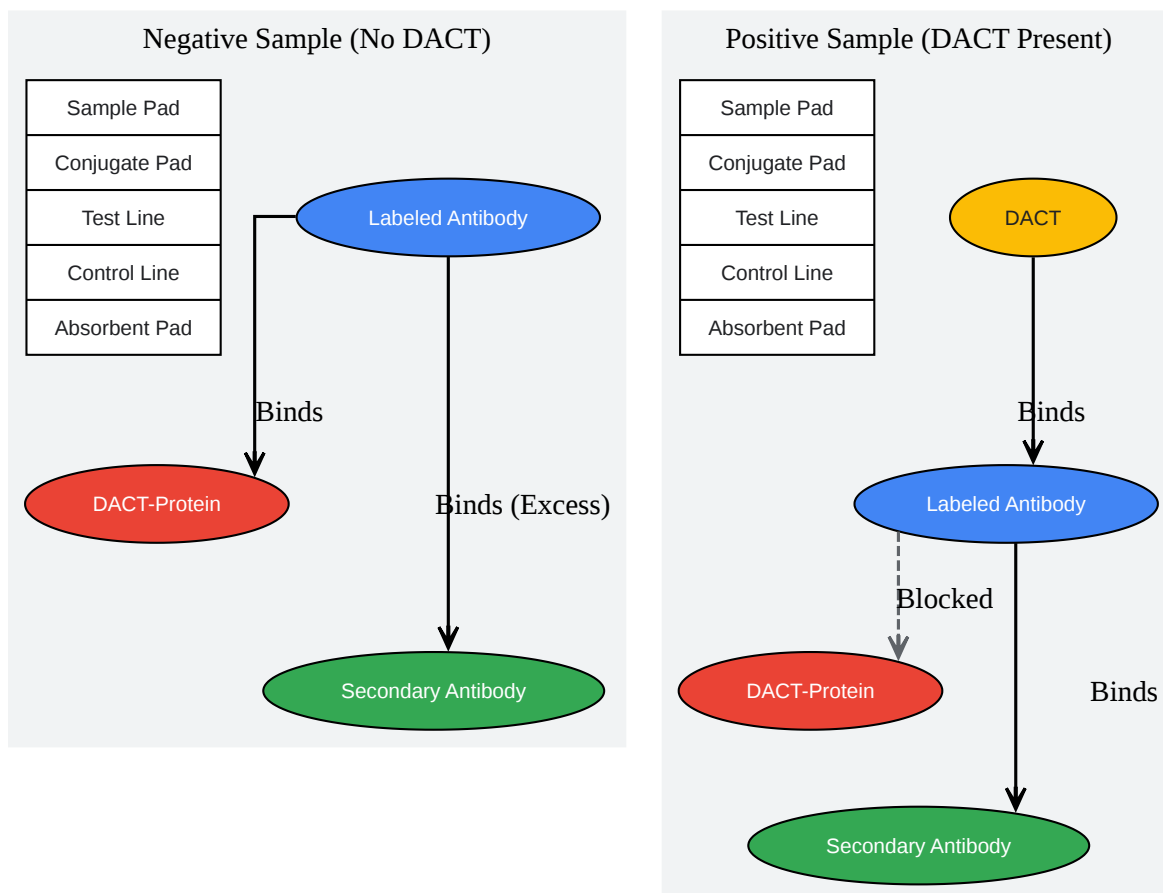 Negative Sample (No DACT)
Sample Pad
Conjugate Pad
Test Line
Control Line
Absorbent Pad
Labeled Antibody
Binds
DACT-Protein
Binds (Excess)
Secondary Antibody
Positive Sample (DACT Present)
Sample Pad
Conjugate Pad
Test Line
Control Line
Absorbent Pad
DACT
Binds
Labeled Antibody
Blocked
DACT-Protein
Binds
Secondary Antibody